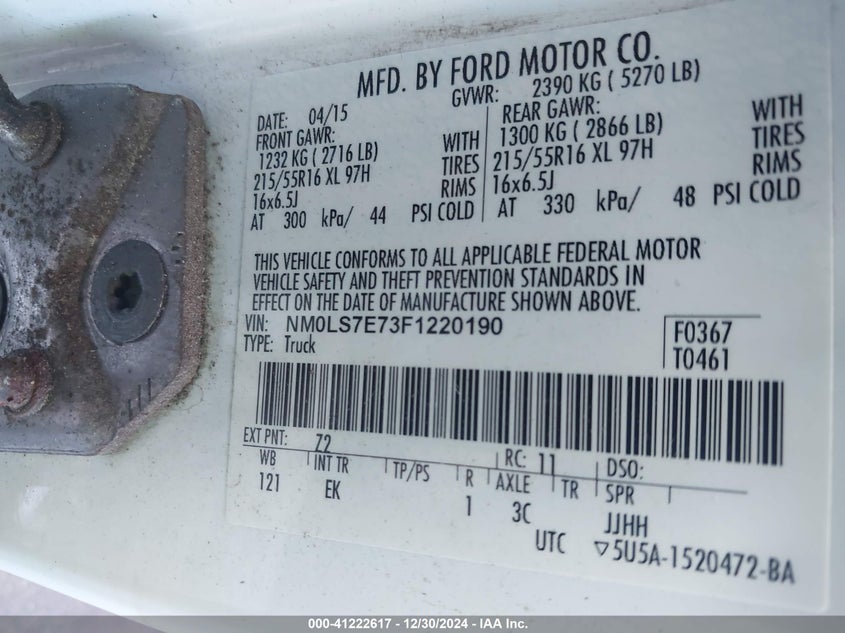 MFD. BY FORD MOTOR CO.
DATE: 04/15
GVWR: 2390 KG ( 5270 LB)
FRONT GAWR:
1232 KG ( 2716 LB) WITH
215/55R16 XL 97H TIRES
16x6.5J RIMS
AT 300 kPa/ 44 PSI COLD
REAR GAWR:
1300 KG ( 2866 LB) WITH
215/55R16 XL 97H TIRES
16x6.5J RIMS
AT 330 kPa/ 48 PSI COLD
THIS VEHICLE CONFORMS TO ALL APPLICABLE FEDERAL MOTOR
VEHICLE SAFETY AND THEFT PREVENTION STANDARDS IN
EFFECT ON THE DATE OF MANUFACTURE SHOWN ABOVE.
VIN: NM0LS7E73F1220190
TYPE: Truck
F0367
T0461
EXT PNT: Z2 RC: 11 DSO:
WB INT TR TP/PS R AXLE TR SPR
121 EK 1 3C JJHH
UTC ▽5U5A-1520472-BA
000-41222617 - 12/30/2024 - IAA Inc.